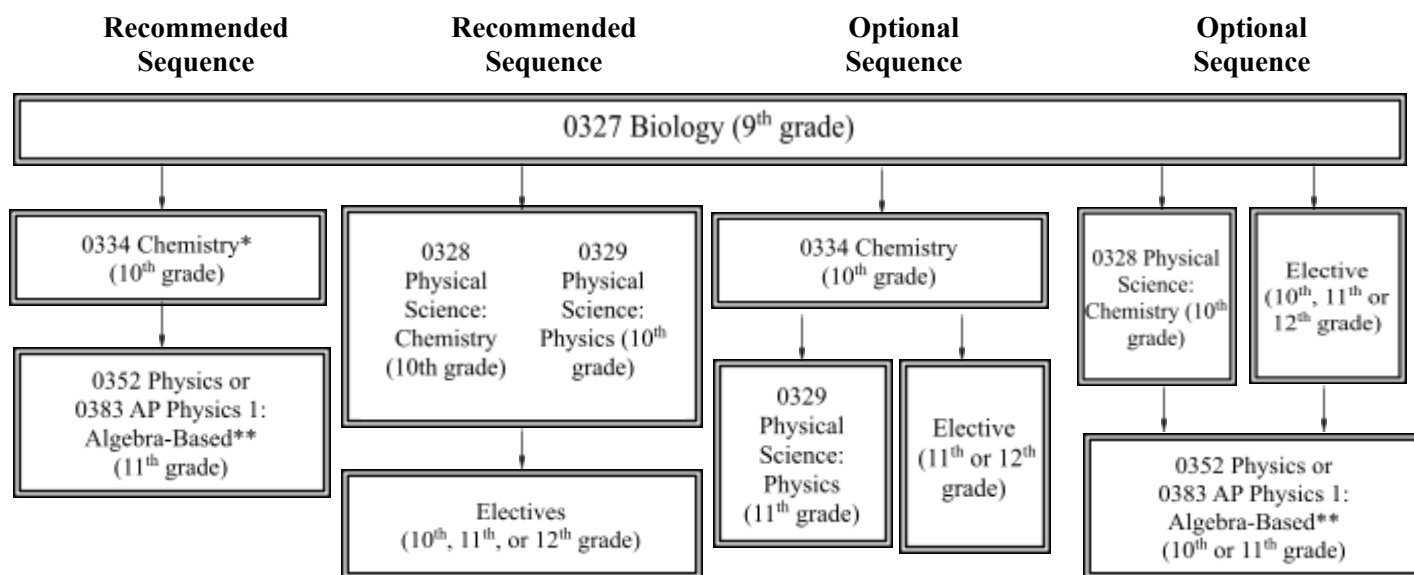 Recommended
Sequence
Recommended
Sequence
Optional
Sequence
Optional
Sequence
0327 Biology (9th grade)
0334 Chemistry*
(10th grade)
0352 Physics or
0383 AP Physics 1:
Algebra-Based**
(11th grade)
0328
Physical
Science:
Chemistry
(10th grade)
0329
Physical
Science:
Physics (10th
grade)
Electives
(10th, 11th, or 12th grade)
0334 Chemistry
(10th grade)
0329
Physical
Science:
Physics
(11th grade)
Elective
(11th or 12th
grade)
0328 Physical
Science:
Chemistry (10th
grade)
Elective
(10th, 11th or
12th grade)
0352 Physics or
0383 AP Physics 1:
Algebra-Based**
(10th or 11th grade)